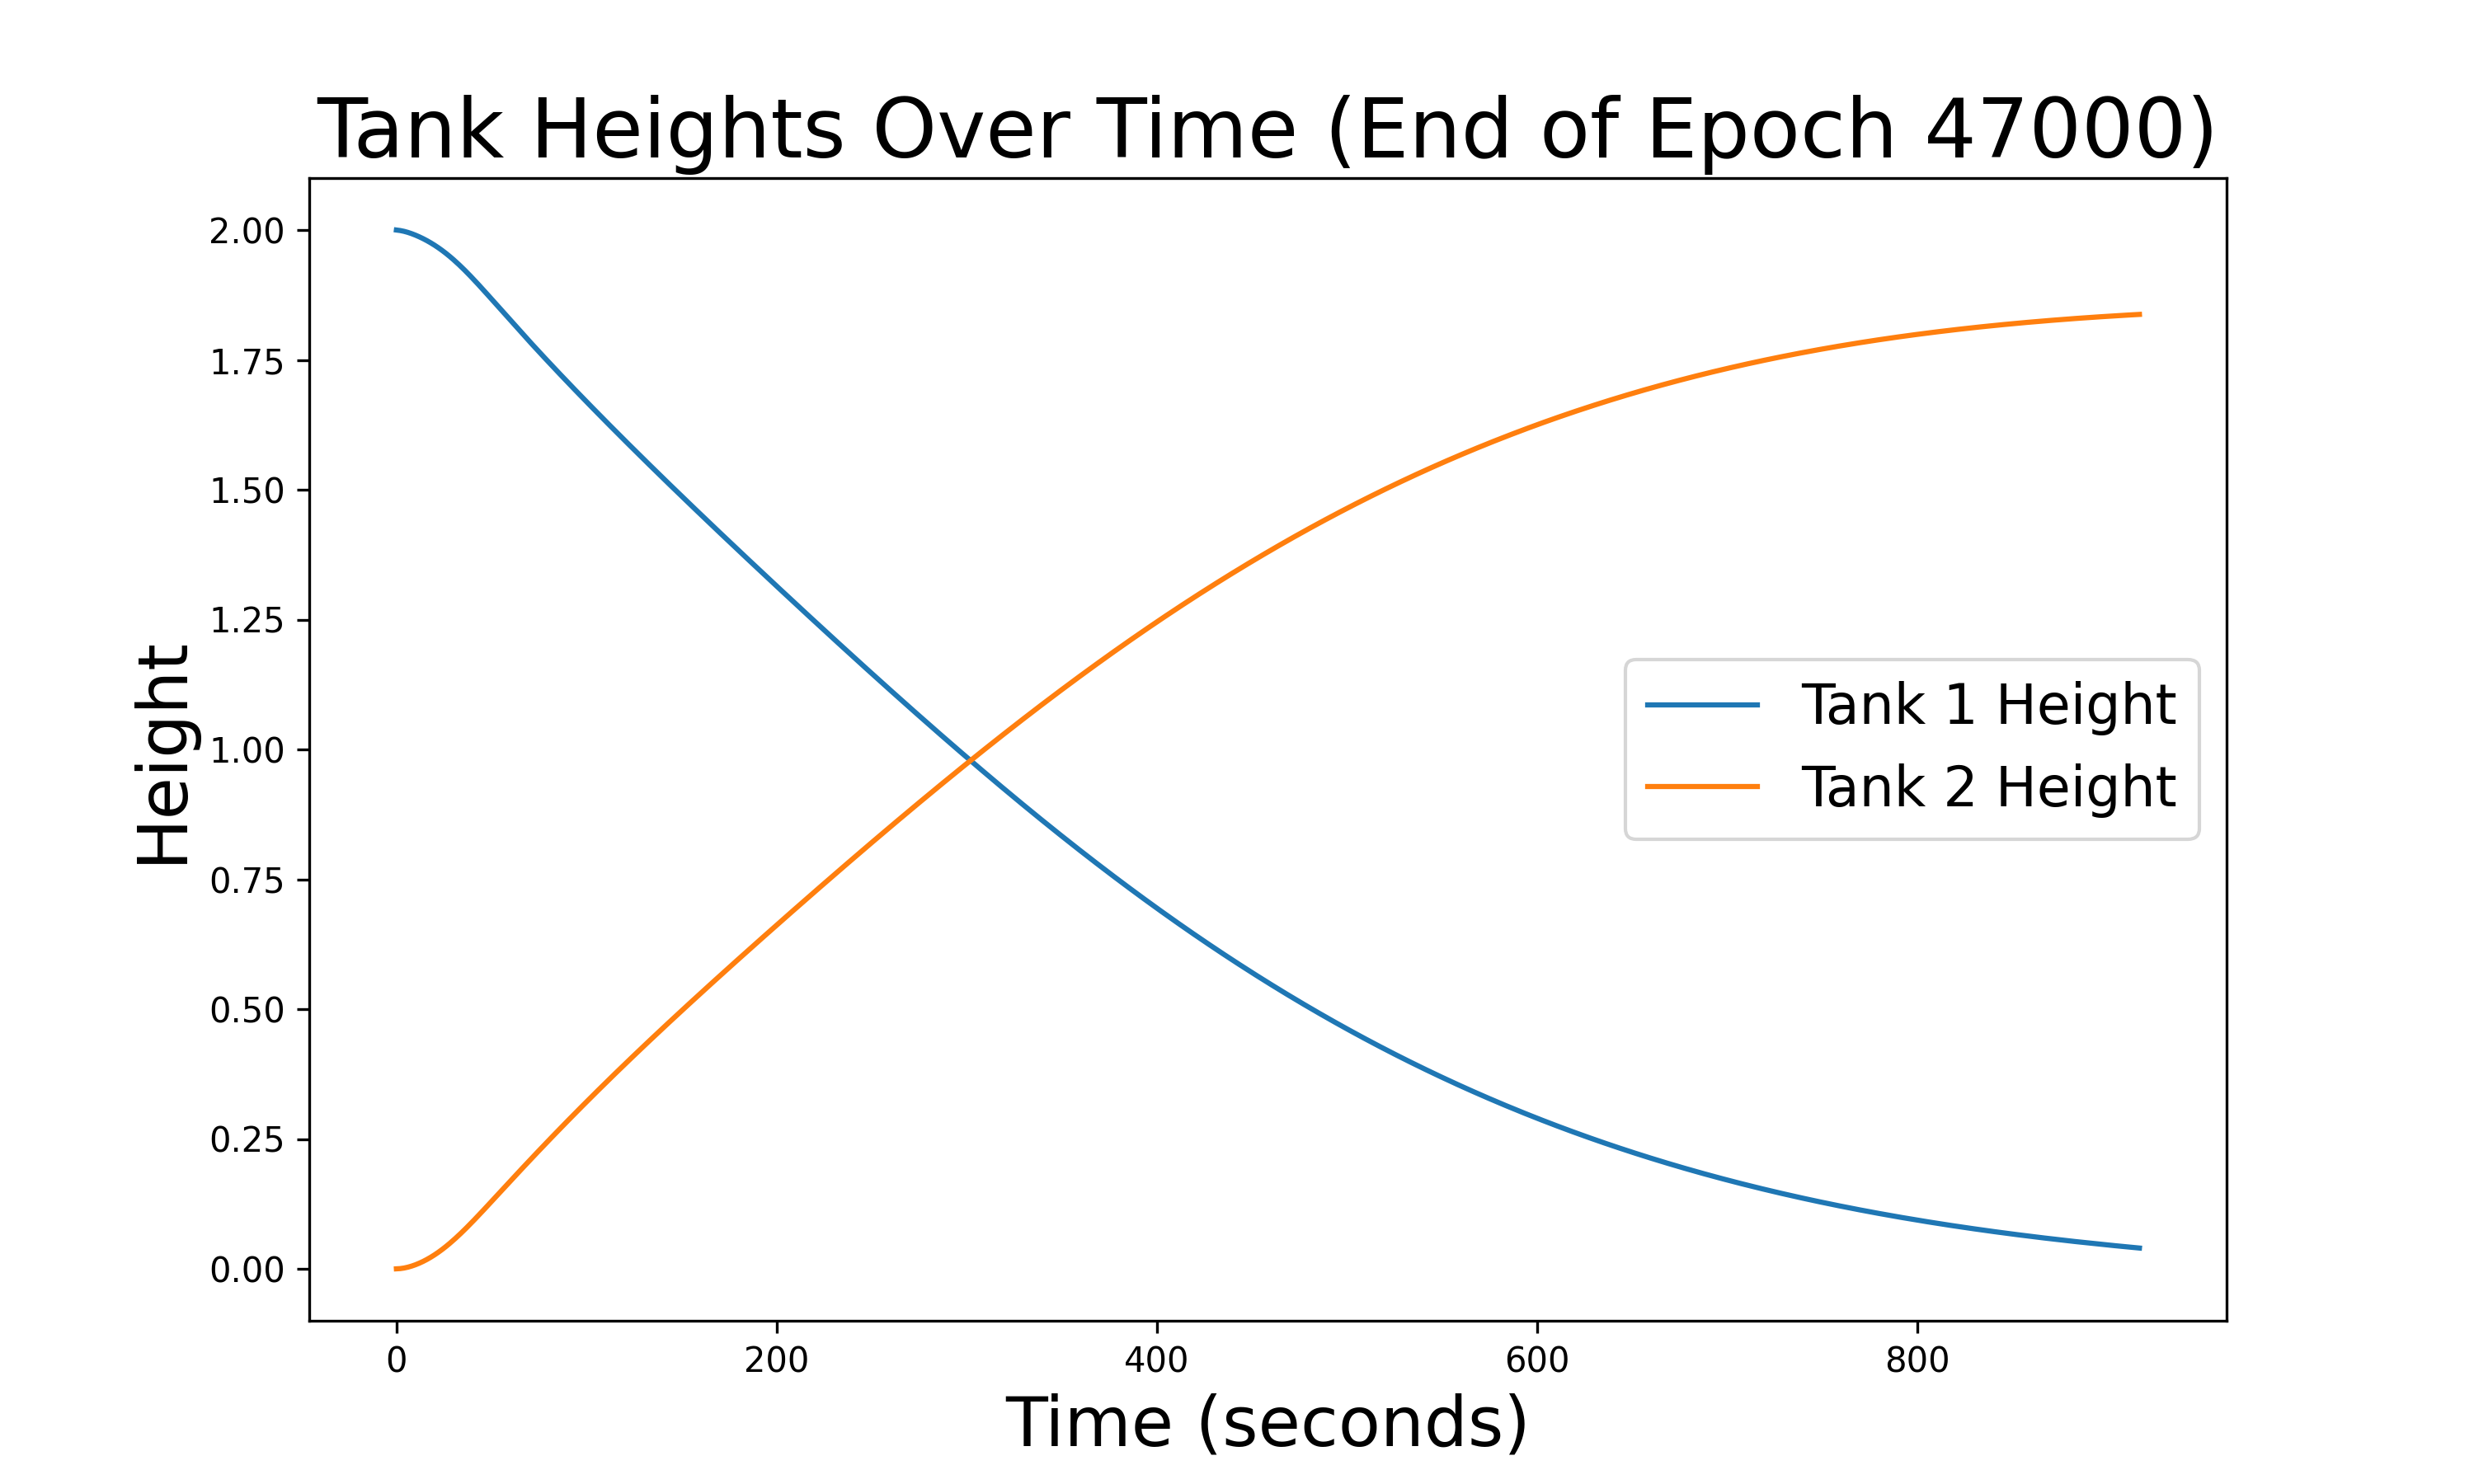 Tank Heights Over Time (End of Epoch 47000)
Height
2.00
1.75
1.50
1.25
1.00
0.75
0.50
0.25
0.00
Tank 1 Height
Tank 2 Height
0 200 400 600 800
Time (seconds)